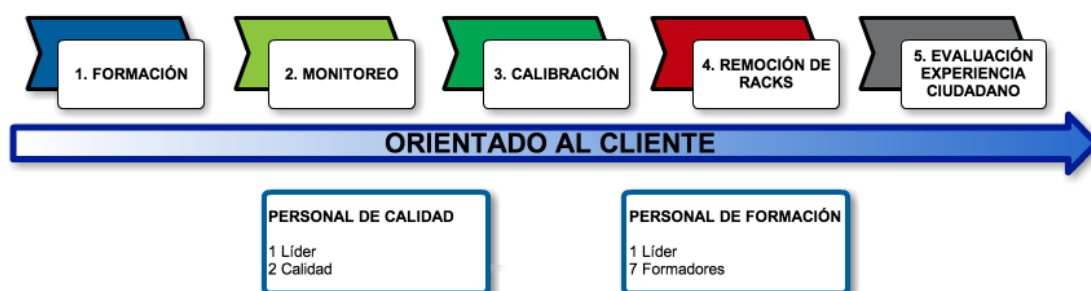 1. FORMACIÓN
2. MONITOREO
3. CALIBRACIÓN
4. REMOCIÓN DE
RACKS
5. EVALUACIÓN
EXPERIENCIA
CIUDADANO
ORIENTADO AL CLIENTE
PERSONAL DE CALIDAD
1 Líder
2 Calidad
PERSONAL DE FORMACIÓN
1 Líder
7 Formadores